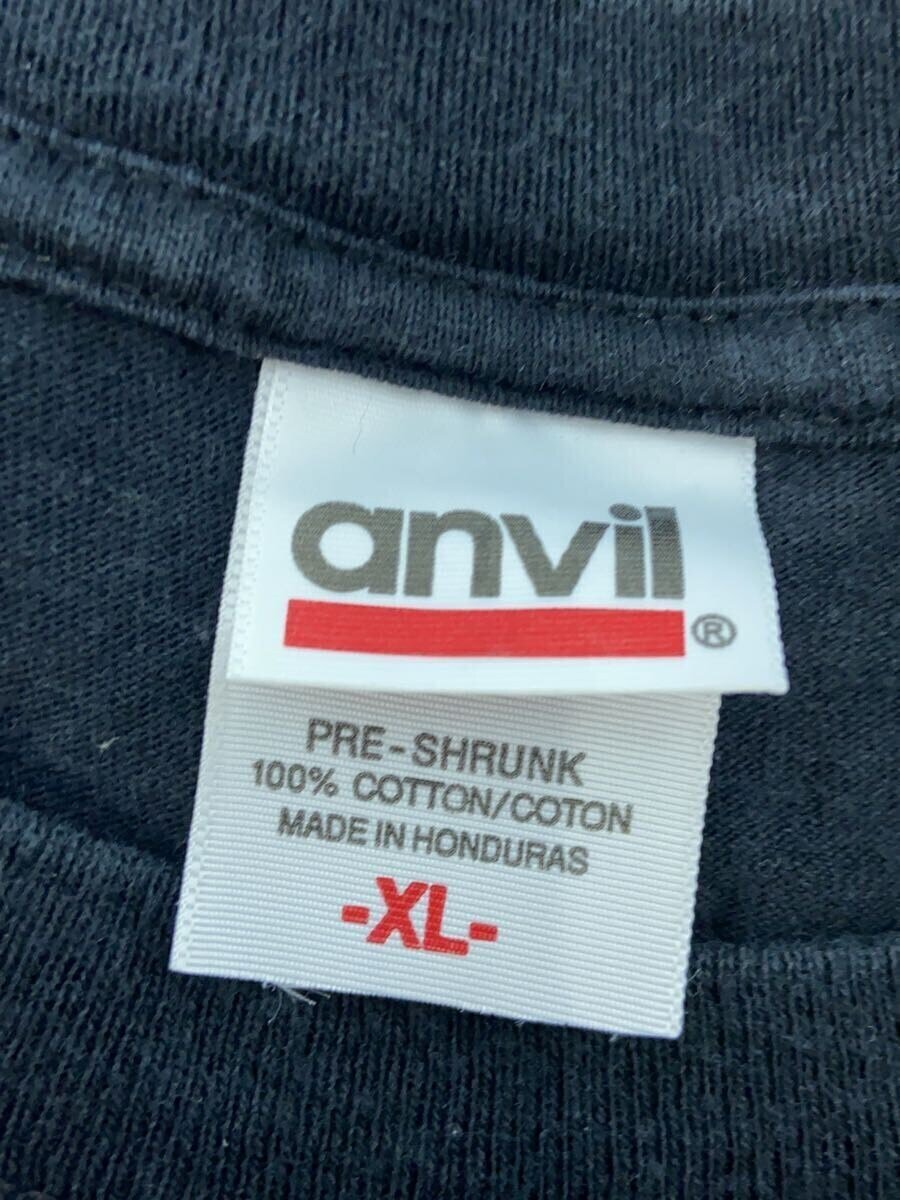 anvil
®
PRE-SHRUNK
100% COTTON/COTON
MADE IN HONDURAS
-XL-